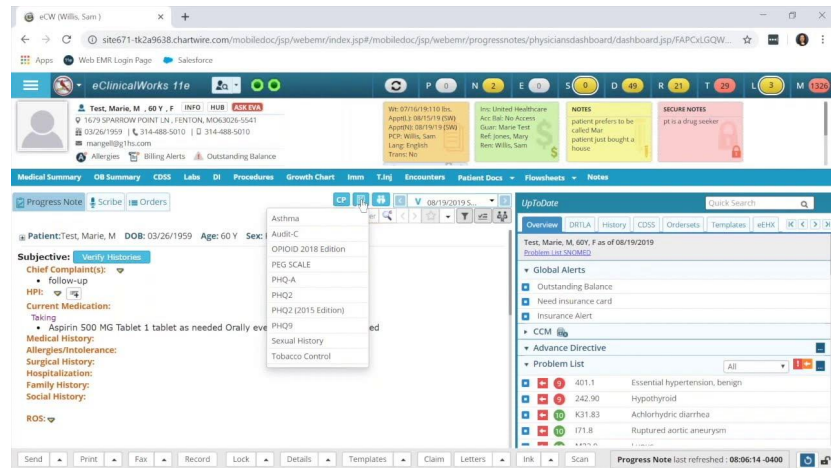 eCW (Willis, Sam )
site671-tk2a9638.chartwire.com/mobiledoc/jsp/webemr/index.jsp#/mobiledoc/jsp/webemr/progressnotes/physiciansdashboard/dashboard.jsp/FAPCxLGQW...
Apps Web EMR Login Page Salesforce
eClinicalWorks 11e P 0 N 2 E 0 S 0 D 49 R 21 T 29 L 3 M 1326
Test, Marie, M , 60 Y , F INFO HUB ASK EVA
1679 SPARROW POINT LN , FENTON, MO63026-5541
03/26/1959 | 314-488-5010 | 314-488-5010
mangell@g1hs.com
Allergies Billing Alerts Outstanding Balance
Wt: 07/16/19:110 lbs.
Appt(L): 08/15/19 (SW)
Appt(N): 08/19/19 (SW)
PCP: Willis, Sam
Lang: English
Trans: No
Ins: United Healthcare
Acc Bal: No Access
Guar: Marie Test
Ref: Jones, Mary
Ren: Willis, Sam
NOTES
patient prefers to be
called Mar
patient just bought a
house
SECURE NOTES
pt is a drug seeker
Medical Summary OB Summary CDSS Labs DI Procedures Growth Chart Imm T.Inj Encounters Patient Docs Flowsheets Notes
Progress Note Scribe Orders CP V 08/19/2019 S...
Patient:Test, Marie, M DOB: 03/26/1959 Age: 60 Y Sex:
Subjective: Verify Histories
Chief Complaint(s):
• follow-up
HPI:
Current Medication:
Taking
• Aspirin 500 MG Tablet 1 tablet as needed Orally
Medical History:
Allergies/Intolerance:
Surgical History:
Hospitalization:
Family History:
Social History:
ROS:
Asthma
Audit-C
OPIOID 2018 Edition
PEG SCALE
PHQ-A
PHQ2
PHQ2 (2015 Edition)
PHQ9
Sexual History
Tobacco Control
UpToDate Quick Search
Overview DRTLA History CDSS Ordersets Templates eEHX
Test, Marie, M, 60Y, F as of 08/19/2019
Problem List SNOMED
Global Alerts
Outstanding Balance
Need insurance card
Insurance Alert
CCM
Advance Directive
Problem List All
9 401.1 Essential hypertension, benign
9 242.90 Hypothyroid
10 K31.83 Achlorhydric diarrhea
10 I71.8 Ruptured aortic aneurysm
Send Print Fax Record Lock Details Templates Claim Letters Ink Scan Progress Note last refreshed : 08:06:14 -0400